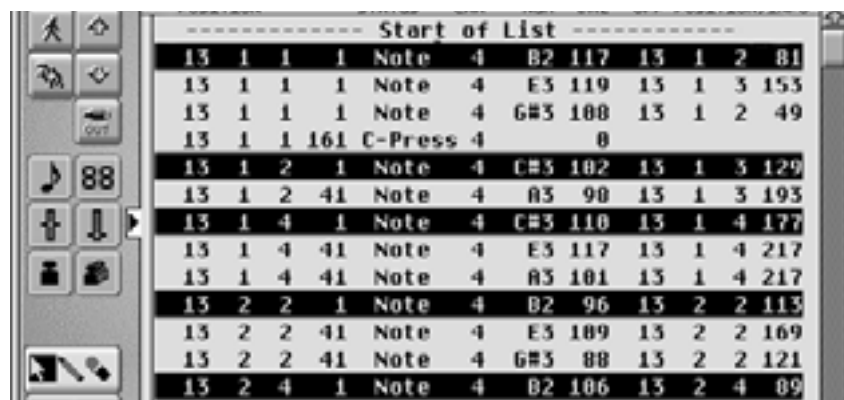 - - - - - - - - - - - - - - Start of List - - - - - - - - - - - - -
13 1 1 1 Note 4 B2 117 13 1 2 81
13 1 1 1 Note 4 E3 119 13 1 3 153
13 1 1 1 Note 4 G#3 108 13 1 2 49
13 1 1 161 C-Press 4 0
OUT
13 1 2 1 Note 4 C#3 102 13 1 3 129
88
13 1 2 41 Note 4 A3 98 13 1 3 193
13 1 4 1 Note 4 C#3 110 13 1 4 177
13 1 4 41 Note 4 E3 117 13 1 4 217
13 1 4 41 Note 4 A3 101 13 1 4 217
13 2 2 1 Note 4 B2 96 13 2 2 113
13 2 2 41 Note 4 E3 109 13 2 2 169
13 2 2 41 Note 4 G#3 88 13 2 2 121
13 2 4 1 Note 4 B2 106 13 2 4 89